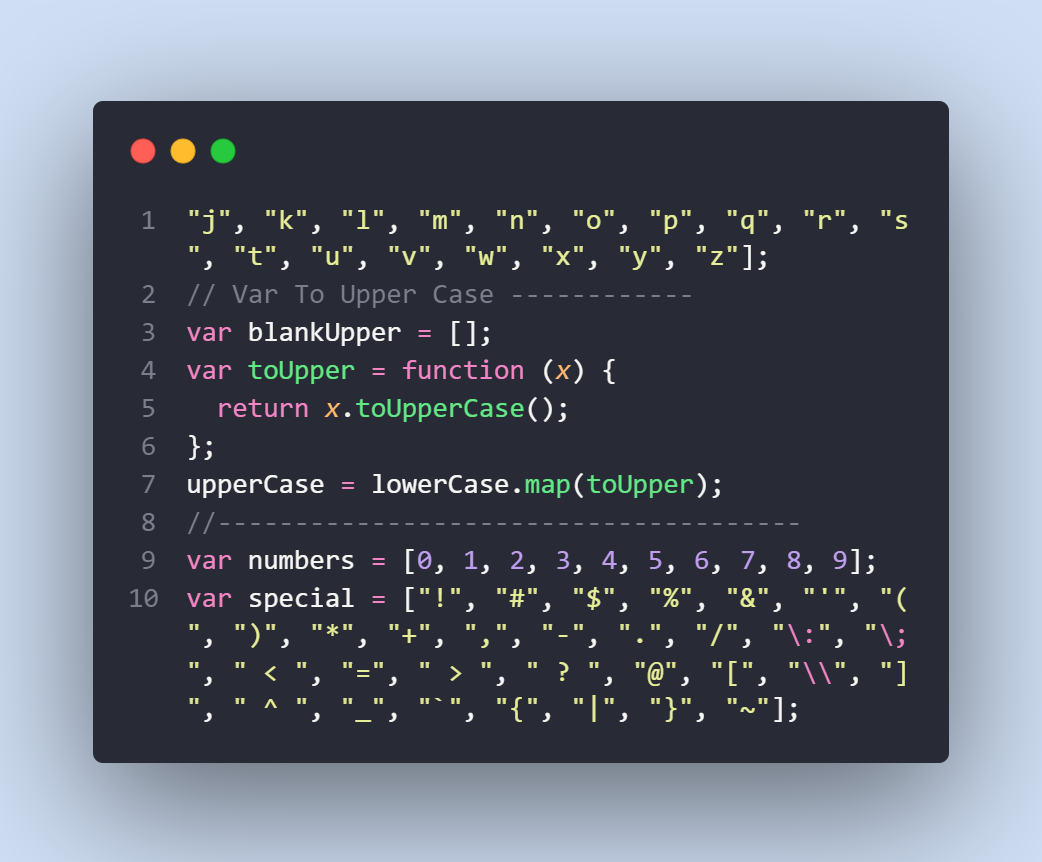 1 "j", "k", "l", "m", "n", "o", "p", "q", "r", "s
", "t", "u", "v", "w", "x", "y", "z"];
2 // Var To Upper Case ------------
3 var blankUpper = [];
4 var toUpper = function (x) {
5   return x.toUpperCase();
6 };
7 upperCase = lowerCase.map(toUpper);
8 //--------------------------------------
9 var numbers = [0, 1, 2, 3, 4, 5, 6, 7, 8, 9];
10 var special = ["!", "#", "$", "%", "&", "'", "(
", ")", "*", "+", ",", "-", ".", "/", "\:", "\;
", " < ", "=", " > ", " ? ", "@", "[", "\\", "]
", " ^ ", "_", "`", "{", "|", "}", "~"];